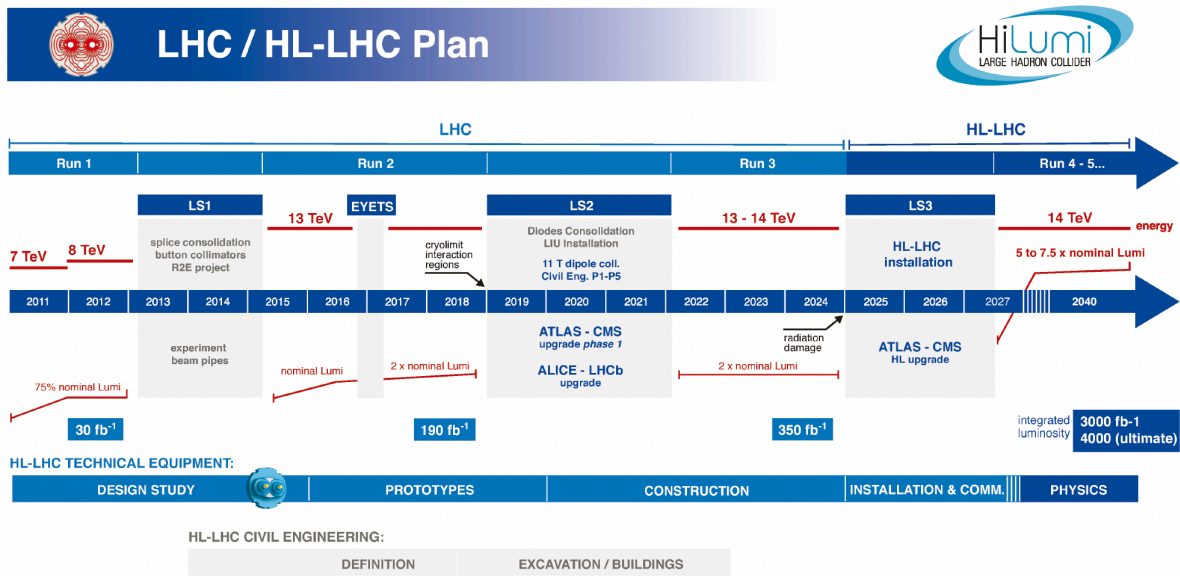 LHC / HL-LHC Plan
HiLumi
LARGE HADRON COLLIDER
LHC
HL-LHC
Run 1
Run 2
Run 3
Run 4 - 5...
LS1
EYETS
LS2
LS3
13 TeV
13 - 14 TeV
14 TeV
energy
splice consolidation
button collimators
R2E project
Diodes Consolidation
LIU Installation
11 T dipole coll.
Civil Eng. P1-P5
HL-LHC
installation
7 TeV
8 TeV
cryolimit
interaction
regions
5 to 7.5 x nominal Lumi
2011
2012
2013
2014
2015
2016
2017
2018
2019
2020
2021
2022
2023
2024
2025
2026
2027
2040
experiment
beam pipes
ATLAS - CMS
upgrade phase 1
ALICE - LHCb
upgrade
radiation
damage
ATLAS - CMS
HL upgrade
75% nominal Lumi
nominal Lumi
2 x nominal Lumi
2 x nominal Lumi
30 fb-1
190 fb-1
350 fb-1
integrated
luminosity
3000 fb-1
4000 (ultimate)
HL-LHC TECHNICAL EQUIPMENT:
DESIGN STUDY
PROTOTYPES
CONSTRUCTION
INSTALLATION & COMM.
PHYSICS
HL-LHC CIVIL ENGINEERING:
DEFINITION
EXCAVATION / BUILDINGS